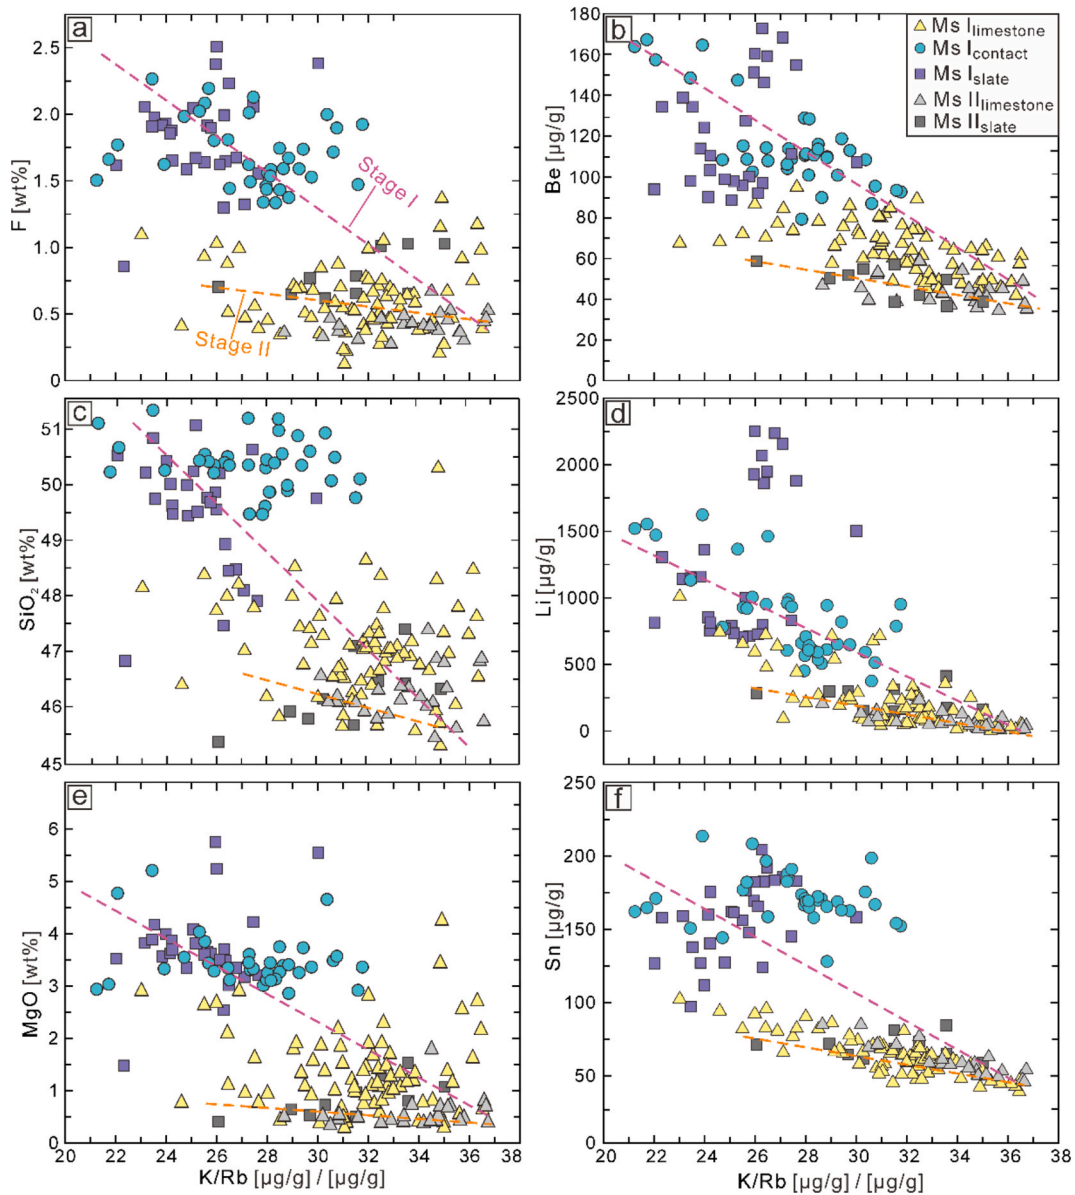 a
F [wt%]
2.5
2.0
1.5
1.0
0.5
0
Stage I
Stage II
b
Be [µg/g]
180
160
140
120
100
80
60
40
20
0
Ms I limestone
Ms I contact
Ms I slate
Ms II limestone
Ms II slate
c
SiO2 [wt%]
51
50
49
48
47
46
45
d
Li [µg/g]
2500
2000
1500
1000
500
0
e
MgO [wt%]
6
5
4
3
2
1
0
20 22 24 26 28 30 32 34 36
K/Rb [µg/g] / [µg/g]
f
Sn [µg/g]
250
200
150
100
50
0
20 22 24 26 28 30 32 34 36 38
K/Rb [µg/g] / [µg/g]